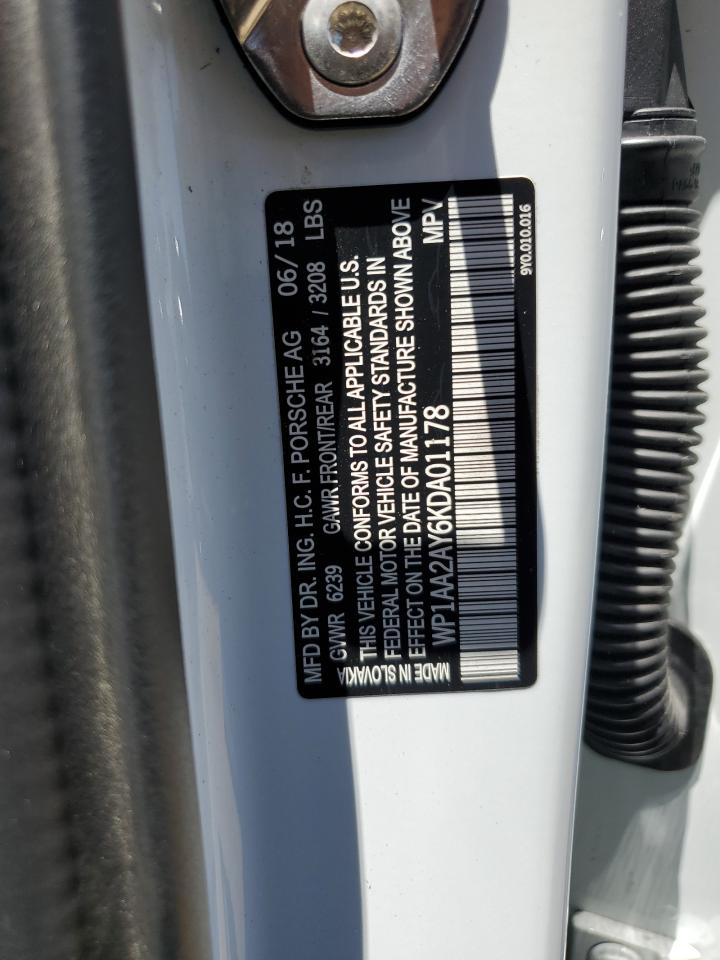 MFD BY DR. ING. H.C. F. PORSCHE AG 06/18
GVWR 6239 GAWR FRONT/REAR 3164 / 3208 LBS
THIS VEHICLE CONFORMS TO ALL APPLICABLE U.S.
FEDERAL MOTOR VEHICLE SAFETY STANDARDS IN
EFFECT ON THE DATE OF MANUFACTURE SHOWN ABOVE
WP1AA2AY6KDA01178 MPV
MADE IN SLOVAKIA
9Y0.010.016